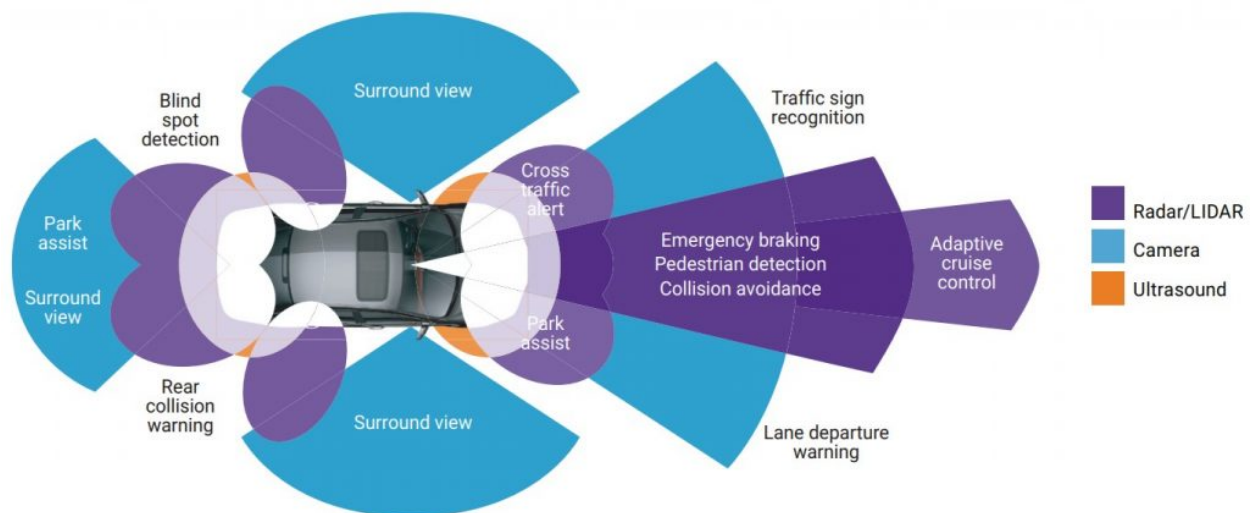 Surround view
Blind
spot
detection
Traffic sign
recognition
Cross
traffic
alert
Park
assist
Surround
view
Emergency braking
Pedestrian detection
Collision avoidance
Adaptive
cruise
control
Radar/LIDAR
Camera
Ultrasound
Park
assist
Rear
collision
warning
Surround view
Lane departure
warning